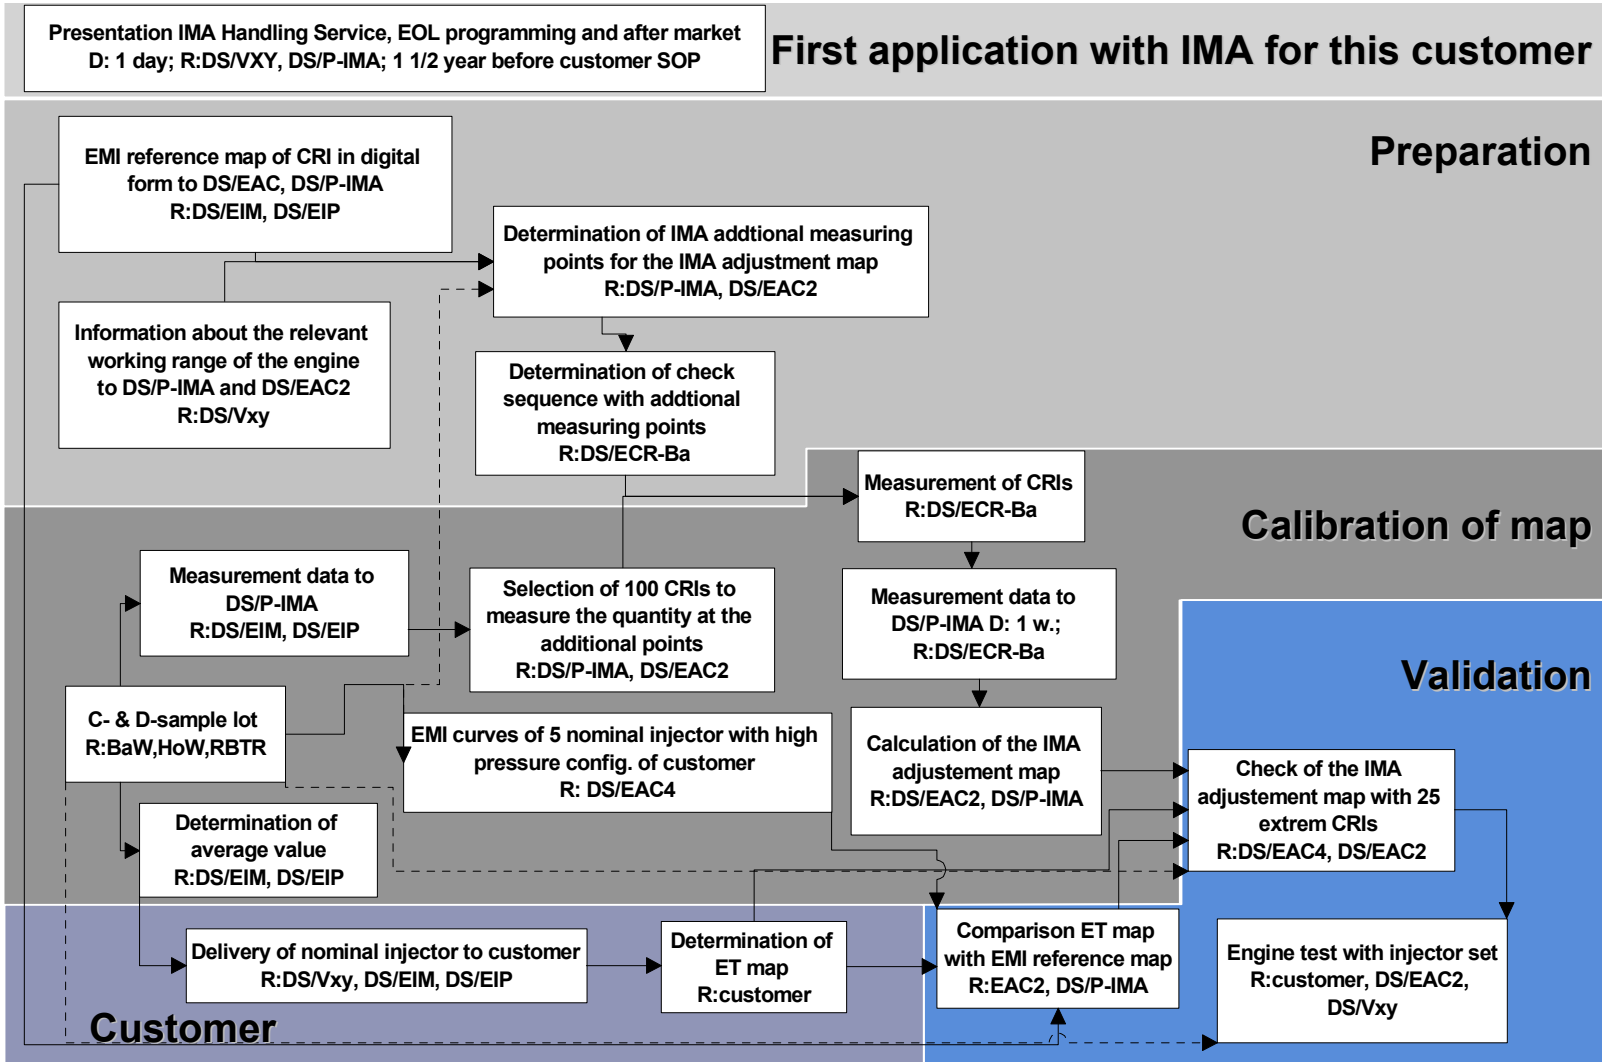 Presentation IMA Handling Service, EOL programming and after market
D: 1 day; R:DS/VXY, DS/P-IMA; 1 1/2 year before customer SOP
First application with IMA for this customer
Preparation
EMI reference map of CRI in digital
form to DS/EAC, DS/P-IMA
R:DS/EIM, DS/EIP
Determination of IMA addtional measuring
points for the IMA adjustment map
R:DS/P-IMA, DS/EAC2
Information about the relevant
working range of the engine
to DS/P-IMA and DS/EAC2
R:DS/Vxy
Determination of check
sequence with addtional
measuring points
R:DS/ECR-Ba
Measurement of CRIs
R:DS/ECR-Ba
Calibration of map
Measurement data to
DS/P-IMA
R:DS/EIM, DS/EIP
Selection of 100 CRIs to
measure the quantity at the
additional points
R:DS/P-IMA, DS/EAC2
Measurement data to
DS/P-IMA D: 1 w.;
R:DS/ECR-Ba
Validation
C- & D-sample lot
R:BaW,HoW,RBTR
EMI curves of 5 nominal injector with high
pressure config. of customer
R: DS/EAC4
Calculation of the IMA
adjustement map
R:DS/EAC2, DS/P-IMA
Check of the IMA
adjustement map with 25
extrem CRIs
R:DS/EAC4, DS/EAC2
Determination of
average value
R:DS/EIM, DS/EIP
Delivery of nominal injector to customer
R:DS/Vxy, DS/EIM, DS/EIP
Determination of
ET map
R:customer
Comparison ET map
with EMI reference map
R:EAC2, DS/P-IMA
Engine test with injector set
R:customer, DS/EAC2,
DS/Vxy
Customer